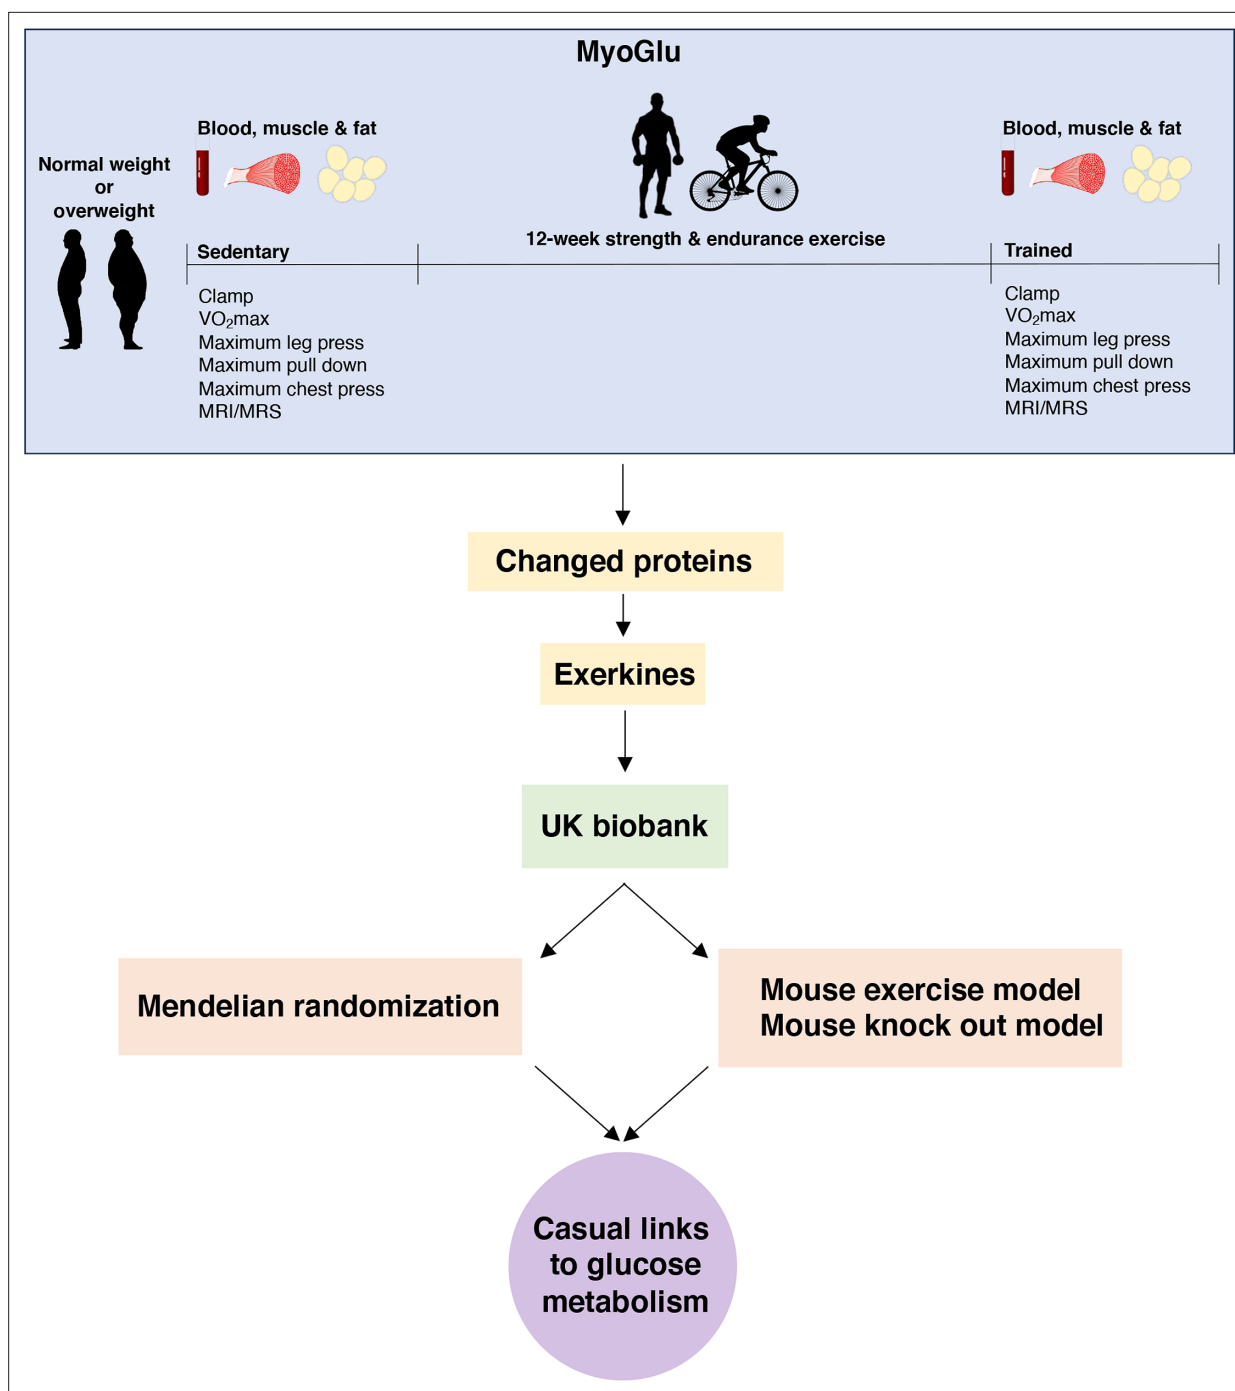 MyoGlu
Normal weight
or
overweight
Blood, muscle & fat
Sedentary
Clamp
VO₂max
Maximum leg press
Maximum pull down
Maximum chest press
MRI/MRS
12-week strength & endurance exercise
Blood, muscle & fat
Trained
Clamp
VO₂max
Maximum leg press
Maximum pull down
Maximum chest press
MRI/MRS
Changed proteins
Exerkines
UK biobank
Mendelian randomization
Mouse exercise model
Mouse knock out model
Casual links
to glucose
metabolism